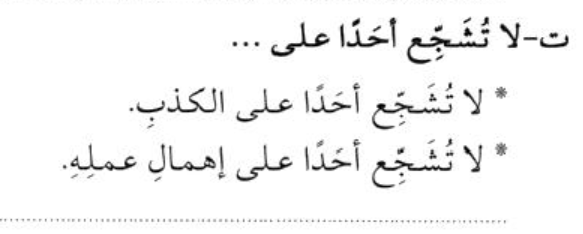 ت-لا تُشَجِّع أحَدًا على ...
* لا تُشَجِّع أحَدًا على الكذبِ.
* لا تُشَجِّع أحَدًا على إهمالِ عملِهِ.